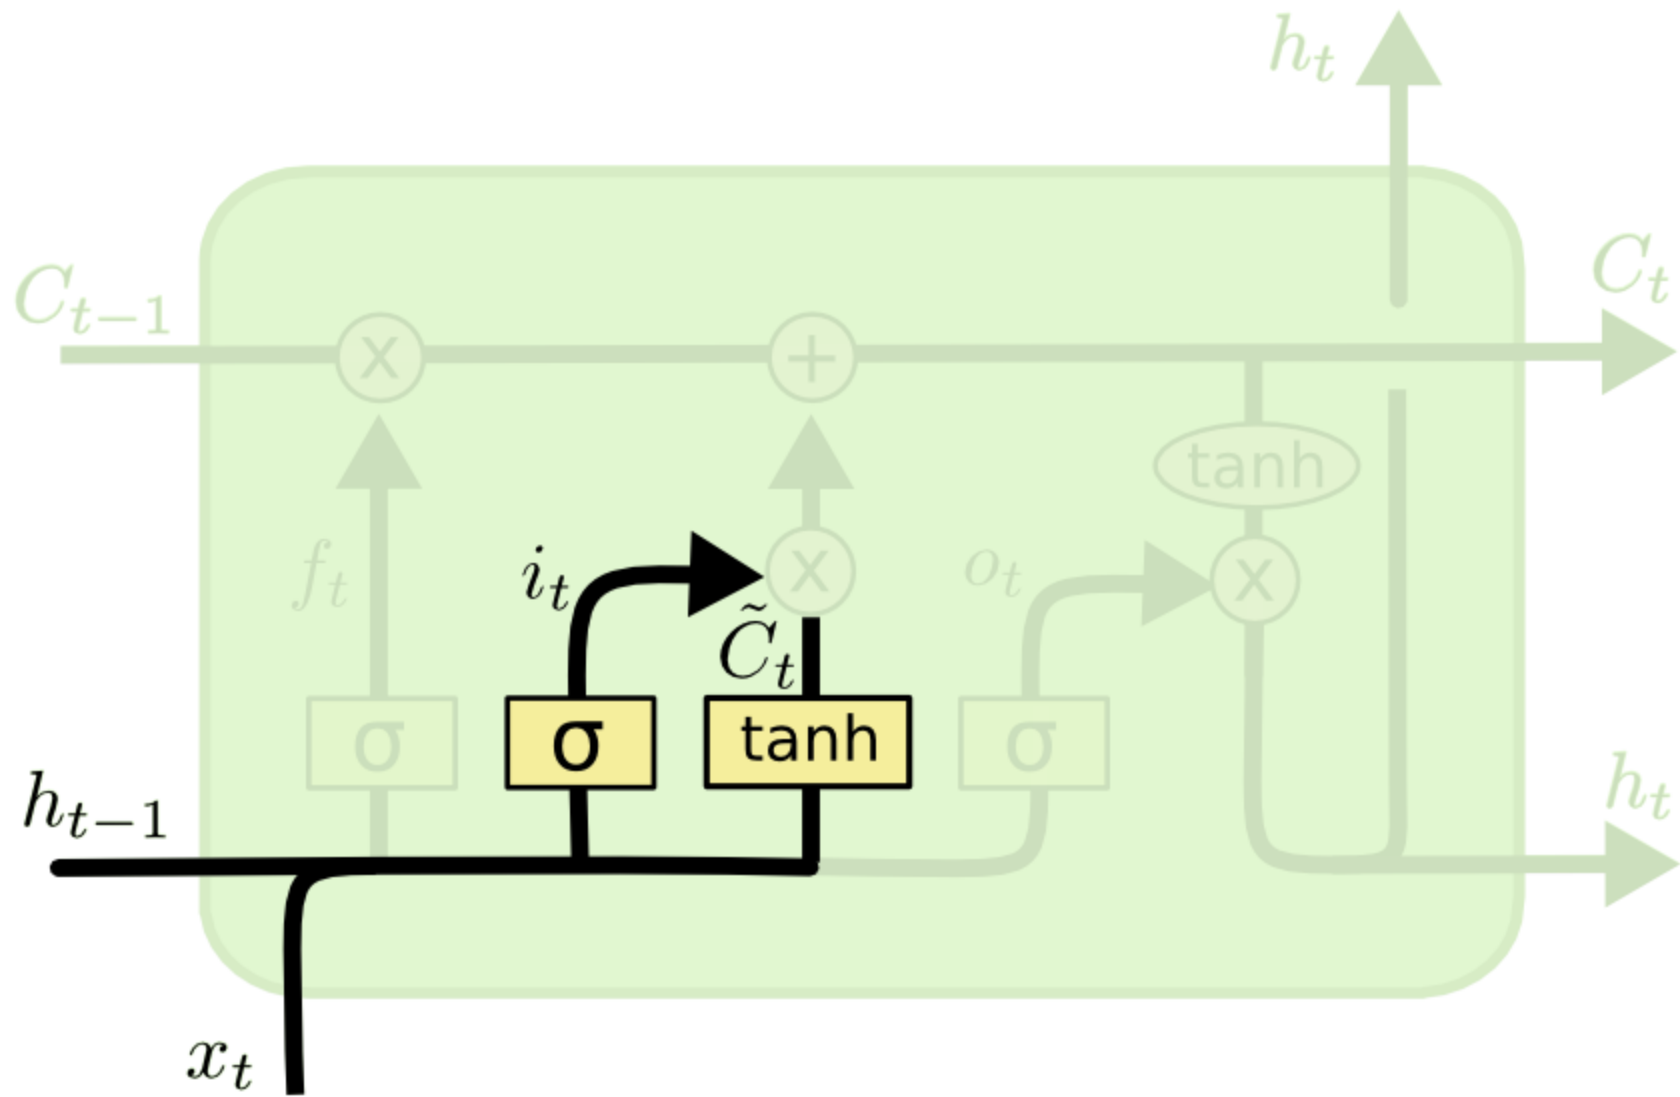 h_t
C_{t-1}
C_t
x
+
tanh
f_t
i_t
x
o_t
x
C̃_t
σ
σ
tanh
σ
h_{t-1}
h_t
x_t